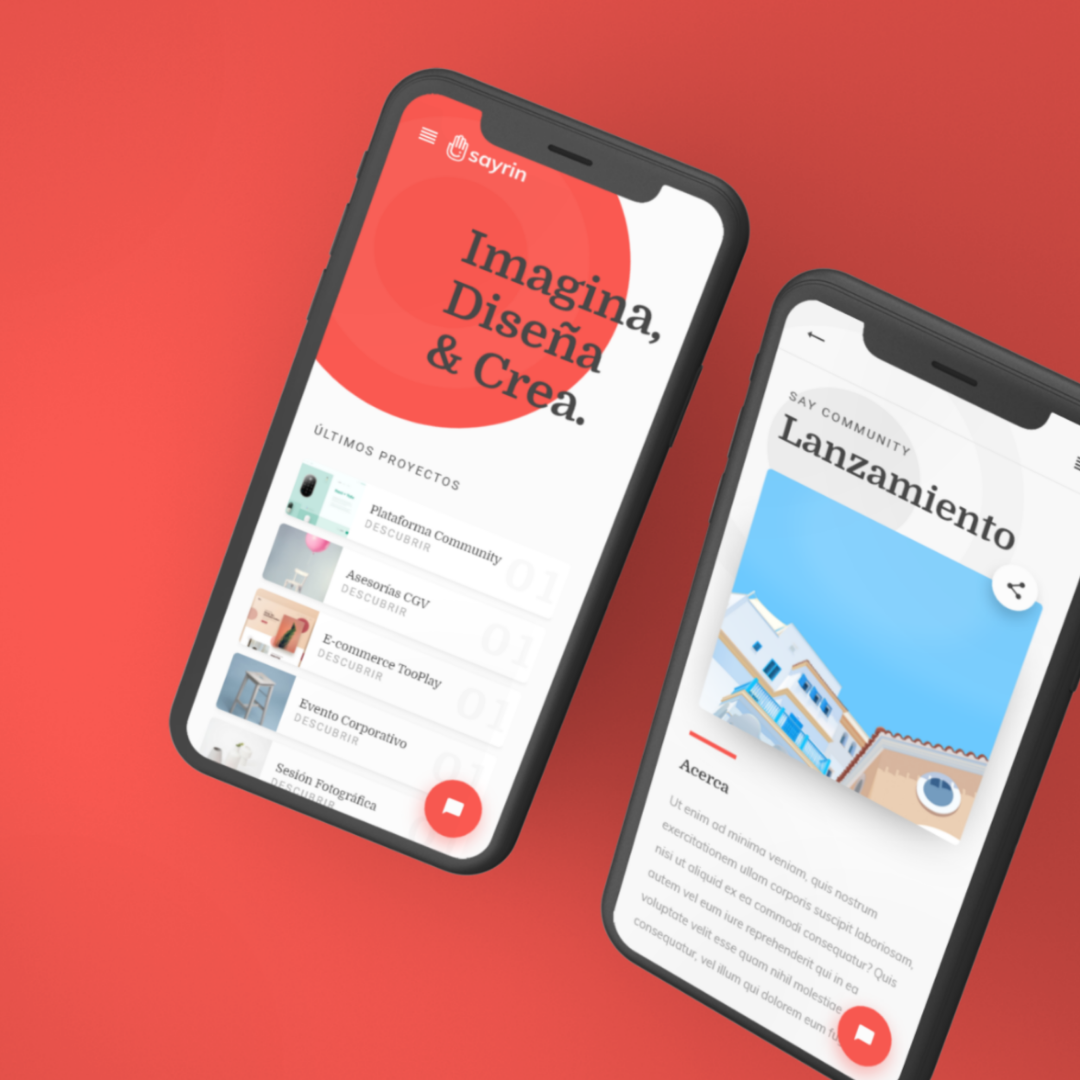 sayrin
Imagina,
Diseña
& Crea.
ÚLTIMOS PROYECTOS
Plataforma Community
DESCUBRIR
01
Asesorías CGV
DESCUBRIR
01
E-commerce TooPlay
DESCUBRIR
01
Evento Corporativo
DESCUBRIR
01
Sesión Fotográfica
DESCUBRIR
SAY COMMUNITY
Lanzamiento
Acerca
Ut enim ad minima veniam, quis nostrum
exercitationem ullam corporis suscipit laboriosam,
nisi ut aliquid ex ea commodi consequatur? Quis
autem vel eum iure reprehenderit qui in ea
voluptate velit esse quam nihil molestiae
consequatur, vel illum qui dolorem eum fu